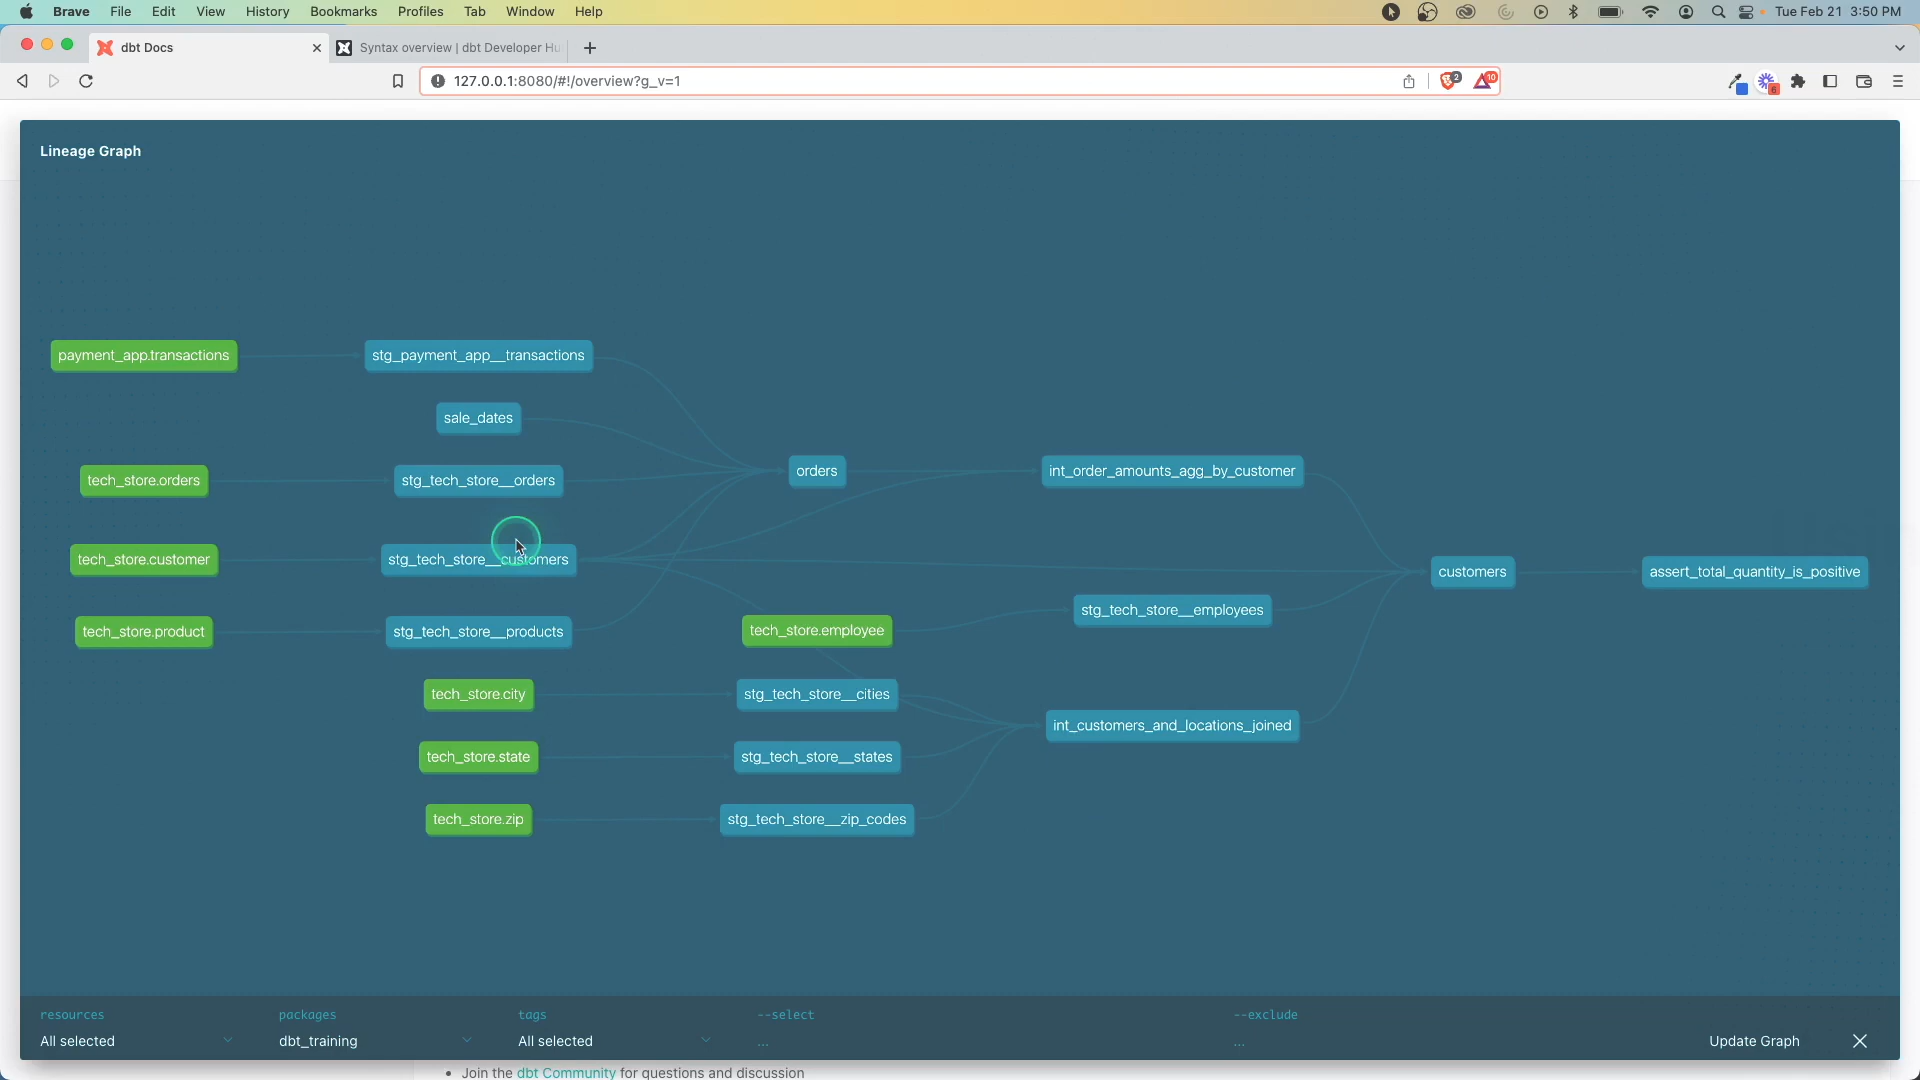 Brave File Edit View History Bookmarks Profiles Tab Window Help Tue Feb 21 3:50 PM
dbt Docs Syntax overview | dbt Developer Hu
127.0.0.1:8080/#!/overview?g_v=1 2 10 6
Lineage Graph
payment_app.transactions stg_payment_app__transactions
sale_dates
tech_store.orders stg_tech_store__orders orders int_order_amounts_agg_by_customer
tech_store.customer stg_tech_store__customers customers assert_total_quantity_is_positive
stg_tech_store__employees
tech_store.product stg_tech_store__products tech_store.employee
tech_store.city stg_tech_store__cities
int_customers_and_locations_joined
tech_store.state stg_tech_store__states
tech_store.zip stg_tech_store__zip_codes
resources packages tags --select --exclude
All selected dbt_training All selected ... ... Update Graph
Join the dbt Community for questions and discussion